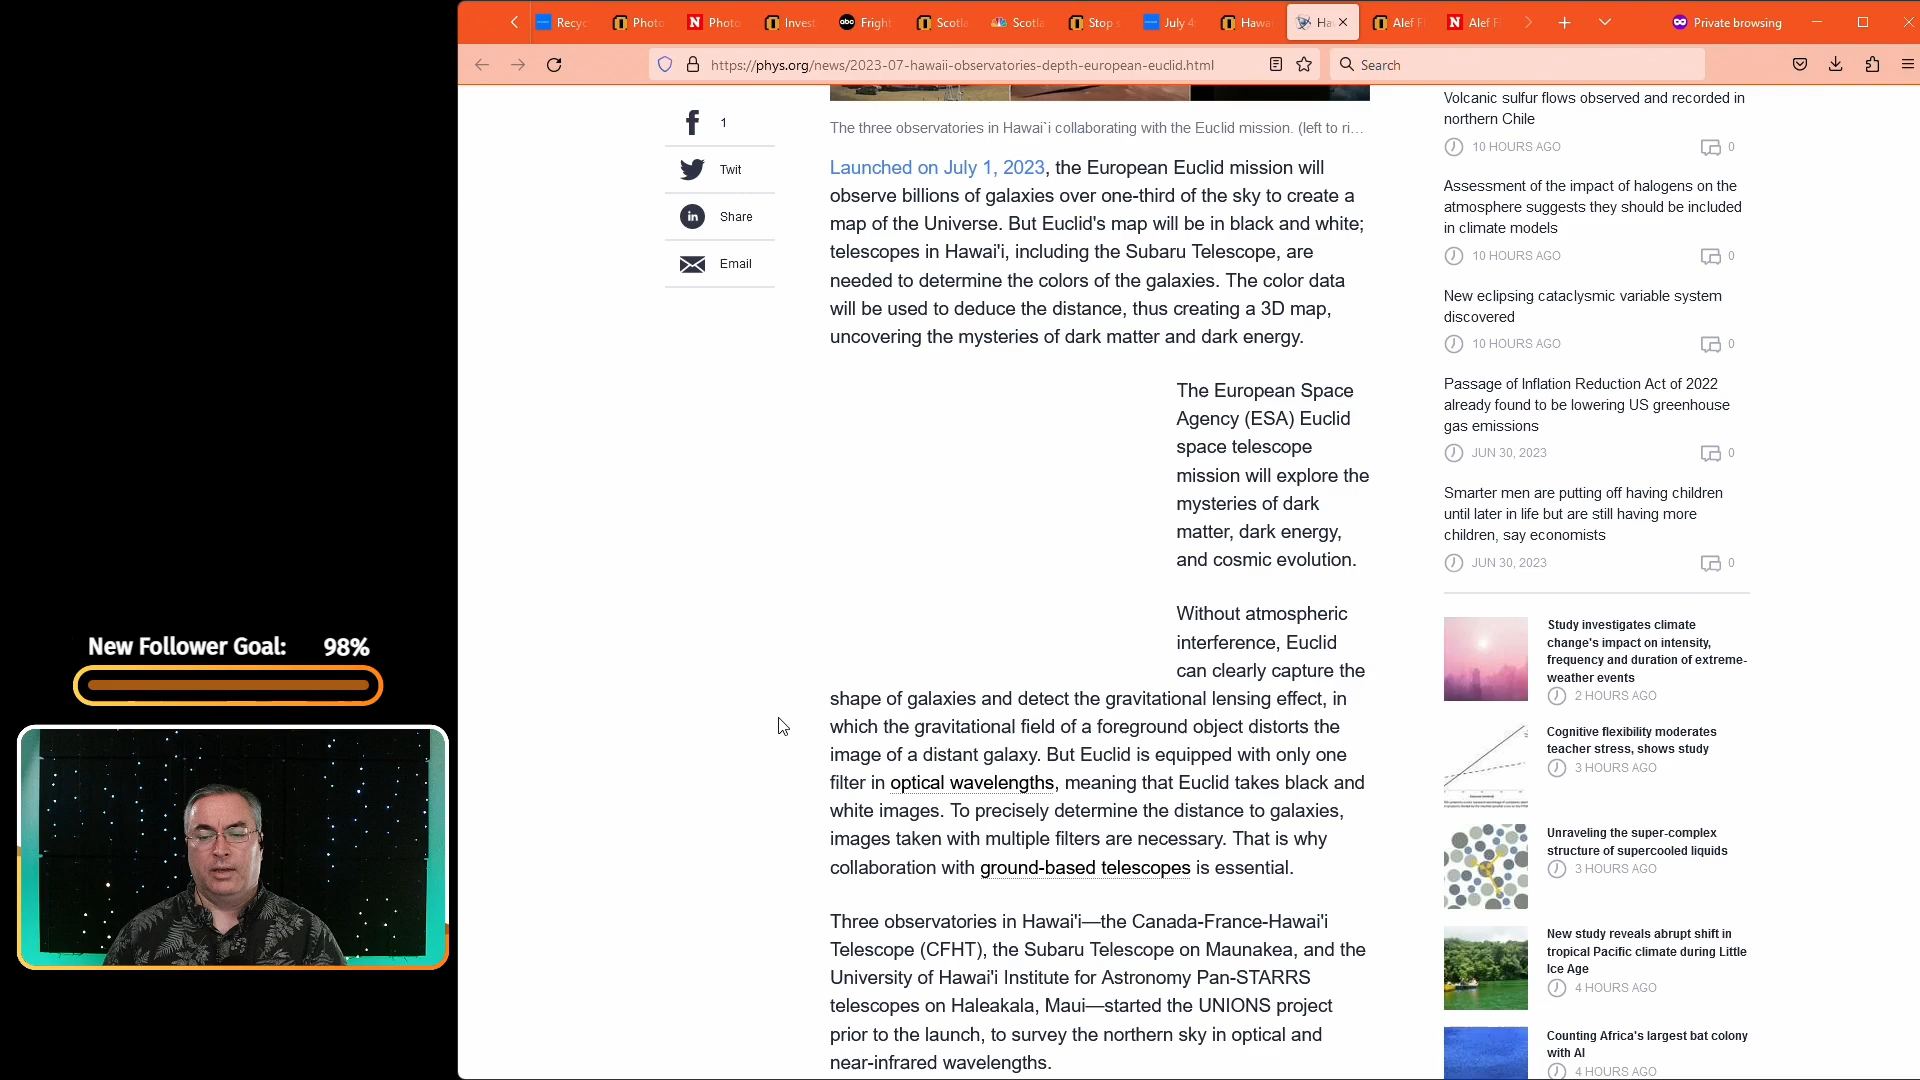 Recyc
Photo
Photo
Invest
abc
Fright
Scotla
Scotla
Stop s
July 4
Hawa
Ha
Alef F
Alef F
Private browsing
https://phys.org/news/2023-07-hawaii-observatories-depth-european-euclid.html
Search
1
Twit
Share
Email
The three observatories in Hawai`i collaborating with the Euclid mission. (left to ri…
Launched on July 1, 2023, the European Euclid mission will
observe billions of galaxies over one-third of the sky to create a
map of the Universe. But Euclid's map will be in black and white;
telescopes in Hawai'i, including the Subaru Telescope, are
needed to determine the colors of the galaxies. The color data
will be used to deduce the distance, thus creating a 3D map,
uncovering the mysteries of dark matter and dark energy.
The European Space
Agency (ESA) Euclid
space telescope
mission will explore the
mysteries of dark
matter, dark energy,
and cosmic evolution.
Without atmospheric
interference, Euclid
can clearly capture the
shape of galaxies and detect the gravitational lensing effect, in
which the gravitational field of a foreground object distorts the
image of a distant galaxy. But Euclid is equipped with only one
filter in optical wavelengths, meaning that Euclid takes black and
white images. To precisely determine the distance to galaxies,
images taken with multiple filters are necessary. That is why
collaboration with ground-based telescopes is essential.
Three observatories in Hawai'i—the Canada-France-Hawai'i
Telescope (CFHT), the Subaru Telescope on Maunakea, and the
University of Hawai'i Institute for Astronomy Pan-STARRS
telescopes on Haleakala, Maui—started the UNIONS project
prior to the launch, to survey the northern sky in optical and
near-infrared wavelengths.
Volcanic sulfur flows observed and recorded in
northern Chile
10 HOURS AGO
0
Assessment of the impact of halogens on the
atmosphere suggests they should be included
in climate models
10 HOURS AGO
0
New eclipsing cataclysmic variable system
discovered
10 HOURS AGO
0
Passage of Inflation Reduction Act of 2022
already found to be lowering US greenhouse
gas emissions
JUN 30, 2023
0
Smarter men are putting off having children
until later in life but are still having more
children, say economists
JUN 30, 2023
0
Study investigates climate
change's impact on intensity,
frequency and duration of extreme-
weather events
2 HOURS AGO
Cognitive flexibility moderates
teacher stress, shows study
3 HOURS AGO
Unraveling the super-complex
structure of supercooled liquids
3 HOURS AGO
New study reveals abrupt shift in
tropical Pacific climate during Little
Ice Age
4 HOURS AGO
Counting Africa's largest bat colony
with AI
4 HOURS AGO
New Follower Goal: 98%